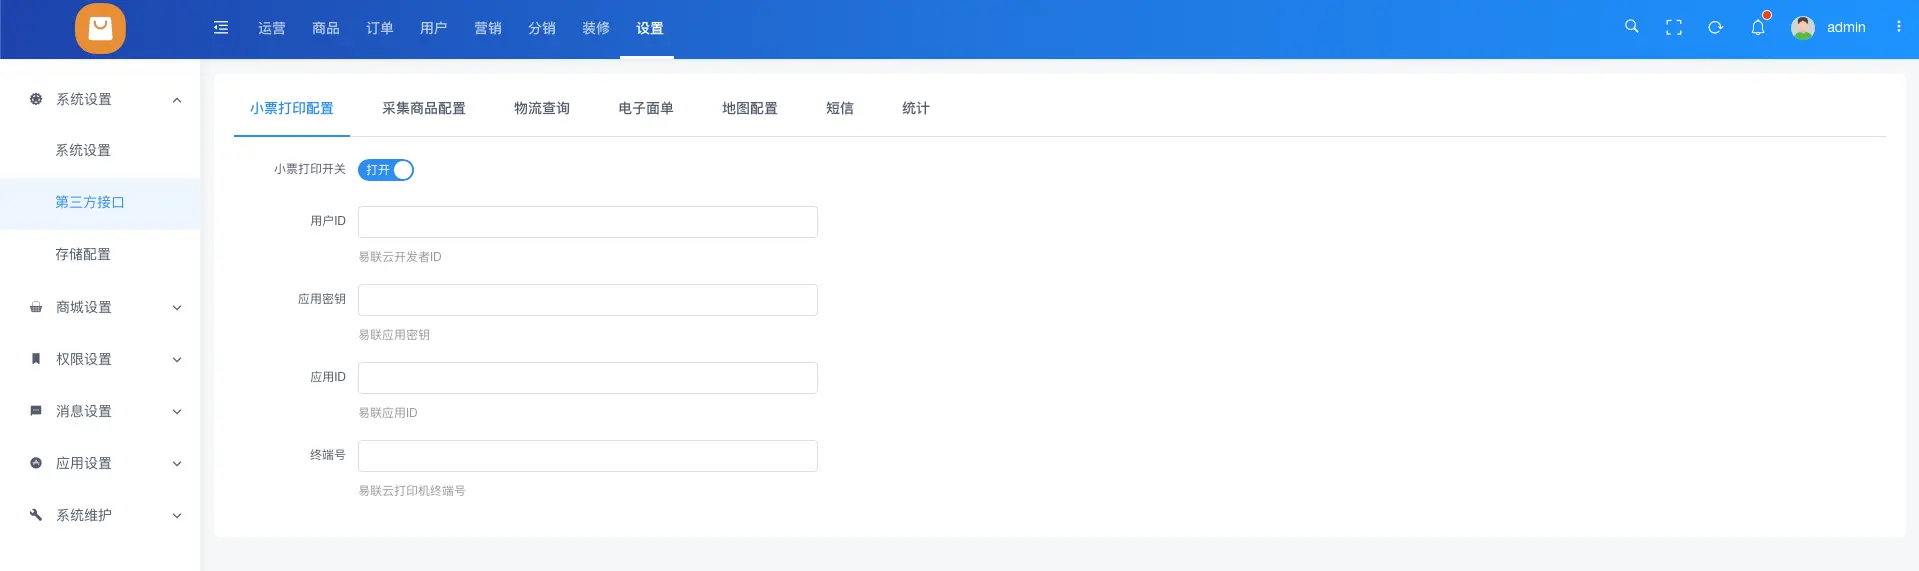 运营 商品 订单 用户 营销 分销 装修 设置 admin
系统设置
系统设置
第三方接口
存储配置
商城设置
权限设置
消息设置
应用设置
系统维护
小票打印配置 采集商品配置 物流查询 电子面单 地图配置 短信 统计
小票打印开关 打开
用户ID
易联云开发者ID
应用密钥
易联应用密钥
应用ID
易联应用ID
终端号
易联云打印机终端号